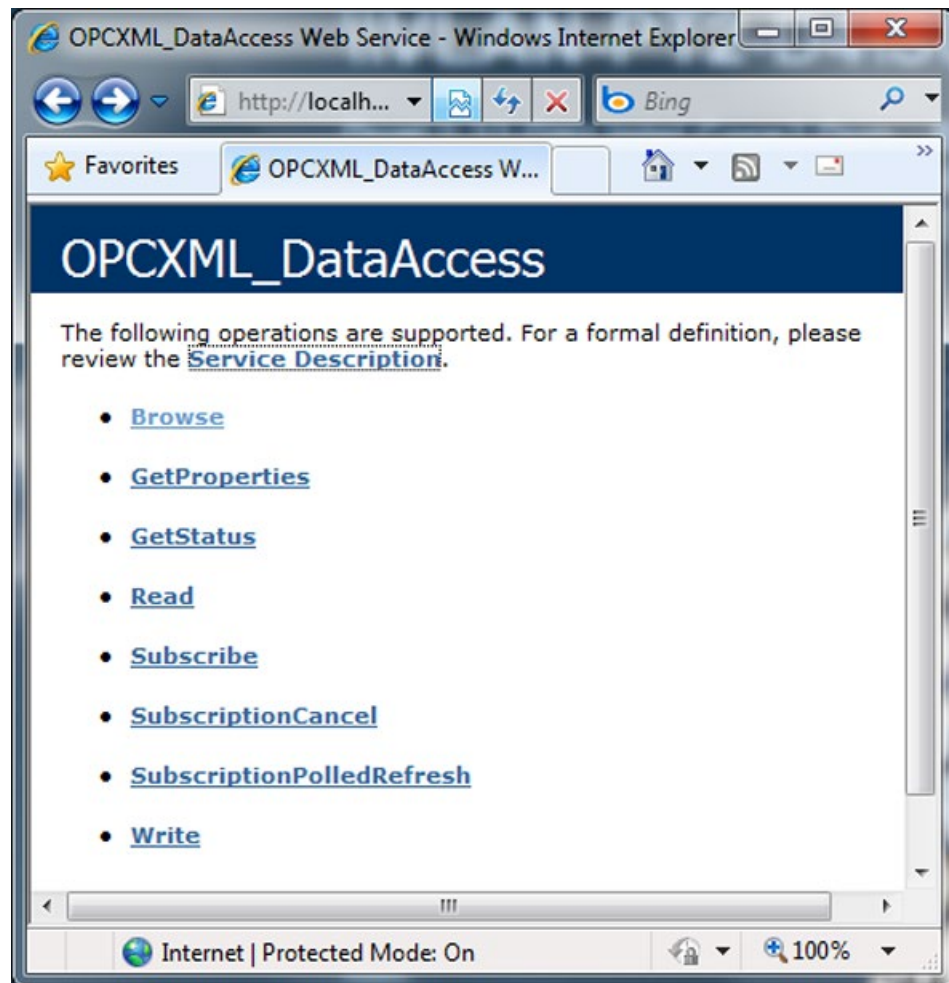 OPCXML_DataAccess Web Service - Windows Internet Explorer
http://localh...
Bing
Favorites
OPCXML_DataAccess W...
OPCXML_DataAccess
The following operations are supported. For a formal definition, please
review the Service Description.
Browse
GetProperties
GetStatus
Read
Subscribe
SubscriptionCancel
SubscriptionPolledRefresh
Write
Internet | Protected Mode: On
100%